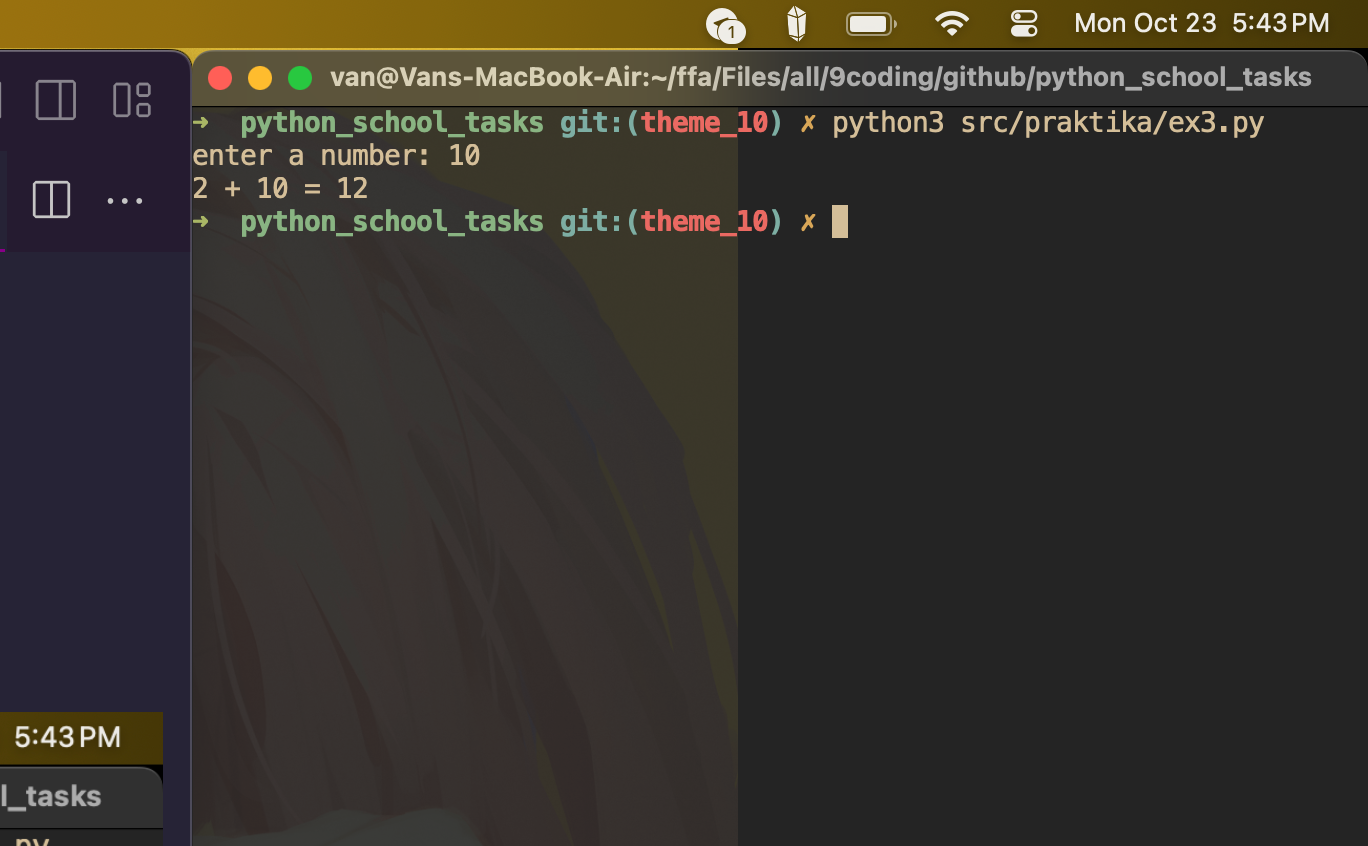 1
Mon Oct 23 5:43 PM
van@Vans-MacBook-Air:~/ffa/Files/all/9coding/github/python_school_tasks
➜ python_school_tasks git:(theme_10) ✗ python3 src/praktika/ex3.py
enter a number: 10
2 + 10 = 12
➜ python_school_tasks git:(theme_10) ✗
5:43 PM
l_tasks